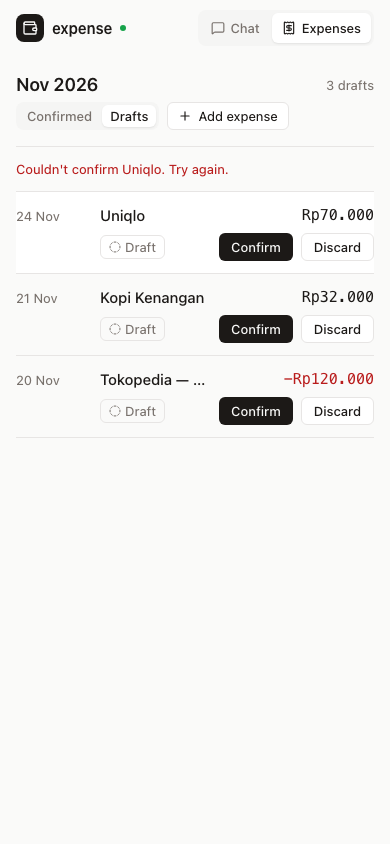 expense
Chat
Expenses
Nov 2026
3 drafts
Confirmed
Drafts
Add expense
Couldn't confirm Uniqlo. Try again.
24 Nov
Uniqlo
Rp70.000
Draft
Confirm
Discard
21 Nov
Kopi Kenangan
Rp32.000
Draft
Confirm
Discard
20 Nov
Tokopedia — ...
−Rp120.000
Draft
Confirm
Discard